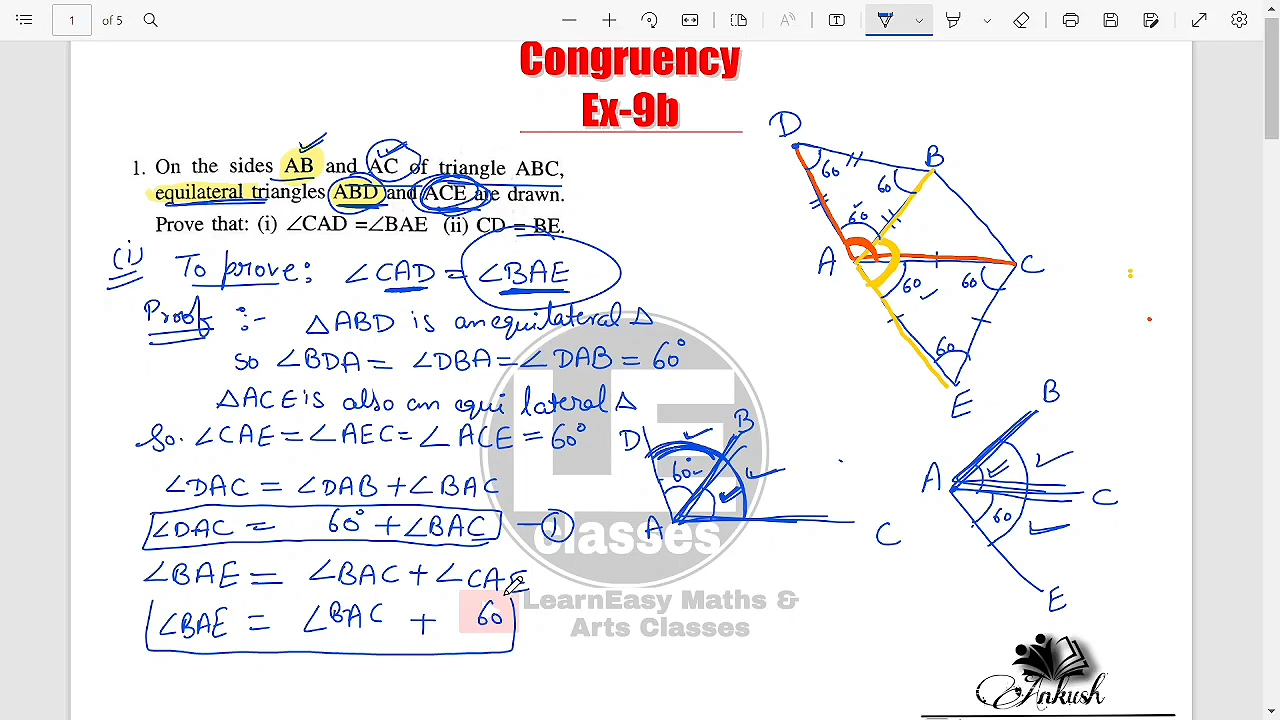 1
of 5
Congruency
Ex-9b
1. On the sides AB and AC of triangle ABC,
equilateral triangles ABD and ACE are drawn.
Prove that: (i) ∠CAD =∠BAE (ii) CD = BE.
(i) To prove: ∠CAD = ∠BAE
Proof :- △ABD is an equilateral △
so ∠BDA = ∠DBA = ∠DAB = 60°
△ACE is also an equi lateral △
So. ∠CAE = ∠AEC = ∠ACE = 60°
∠DAC = ∠DAB + ∠BAC
∠DAC = 60° + ∠BAC — ①
∠BAE = ∠BAC + ∠CAE
∠BAE = ∠BAC + 60
D
B
60
60
60
A
C
60
60
60
E
D
B
60°
A
C
B
A
C
60
E
LE
classes
LearnEasy Maths &
Arts Classes
Ankush